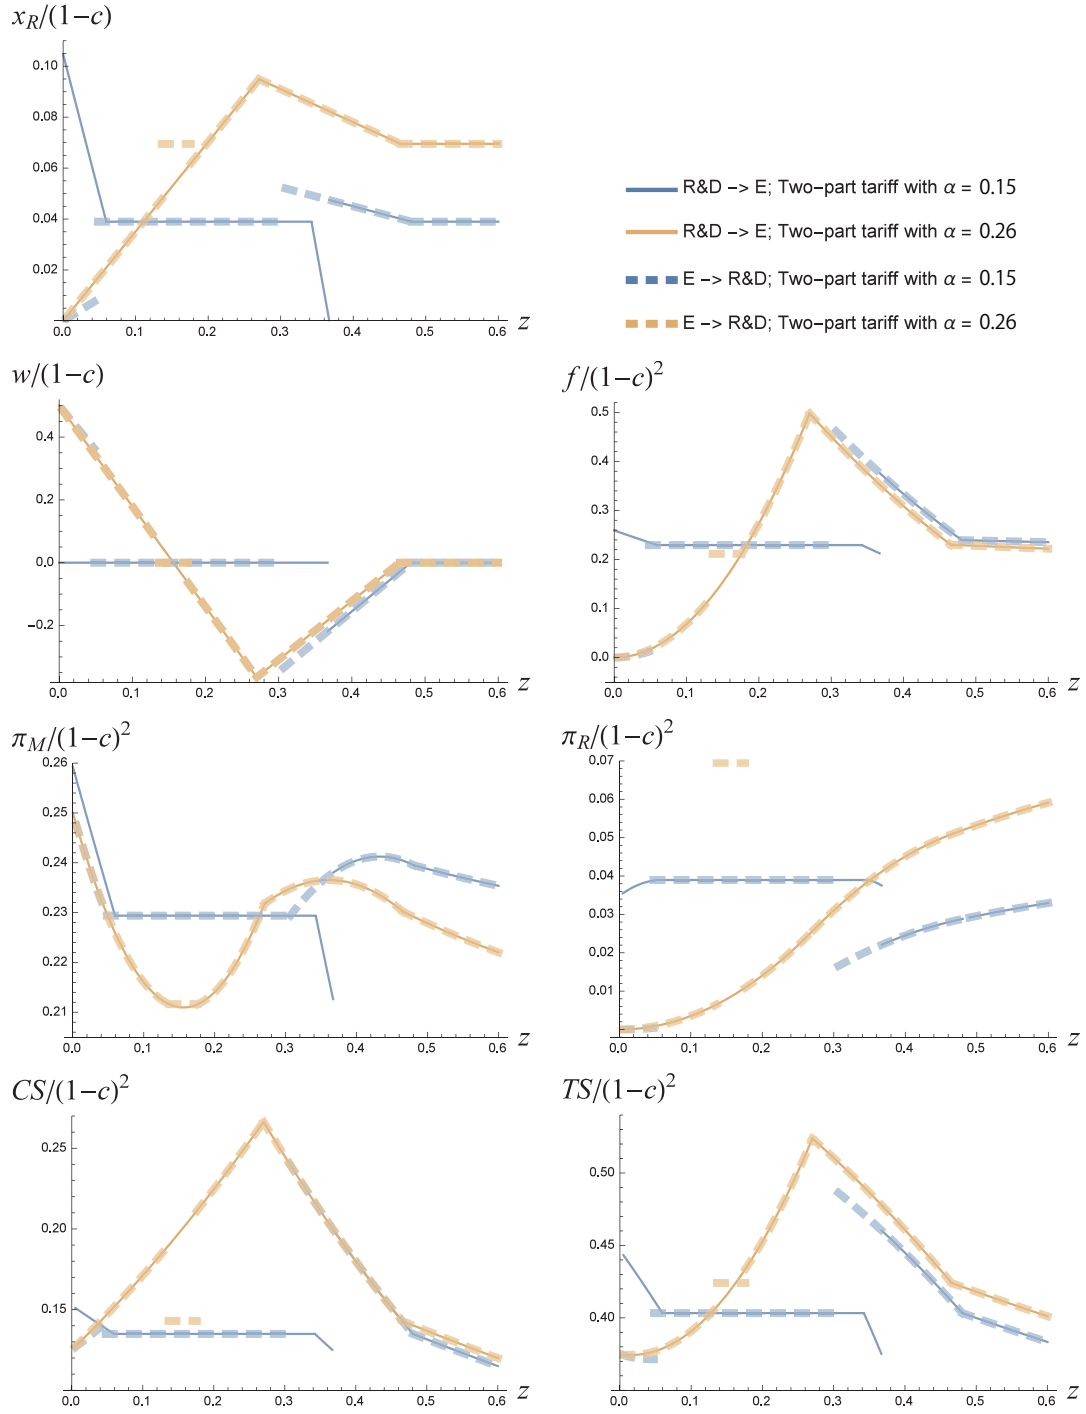 x_R/(1−c)
0.10
0.08
0.06
0.04
0.02
0.0 0.1 0.2 0.3 0.4 0.5 0.6 z
R&D -> E; Two-part tariff with α = 0.15
R&D -> E; Two-part tariff with α = 0.26
E -> R&D; Two-part tariff with α = 0.15
E -> R&D; Two-part tariff with α = 0.26
w/(1−c)
0.4
0.2
0.0
−0.2
0.0 0.1 0.2 0.3 0.4 0.5 0.6 z
f/(1−c)²
0.5
0.4
0.3
0.2
0.1
0.0
0.0 0.1 0.2 0.3 0.4 0.5 0.6 z
π_M/(1−c)²
0.26
0.25
0.24
0.23
0.22
0.21
0.0 0.1 0.2 0.3 0.4 0.5 0.6 z
π_R/(1−c)²
0.07
0.06
0.05
0.04
0.03
0.02
0.01
0.0 0.1 0.2 0.3 0.4 0.5 0.6 z
CS/(1−c)²
0.25
0.20
0.15
0.0 0.1 0.2 0.3 0.4 0.5 0.6 z
TS/(1−c)²
0.50
0.45
0.40
0.0 0.1 0.2 0.3 0.4 0.5 0.6 z